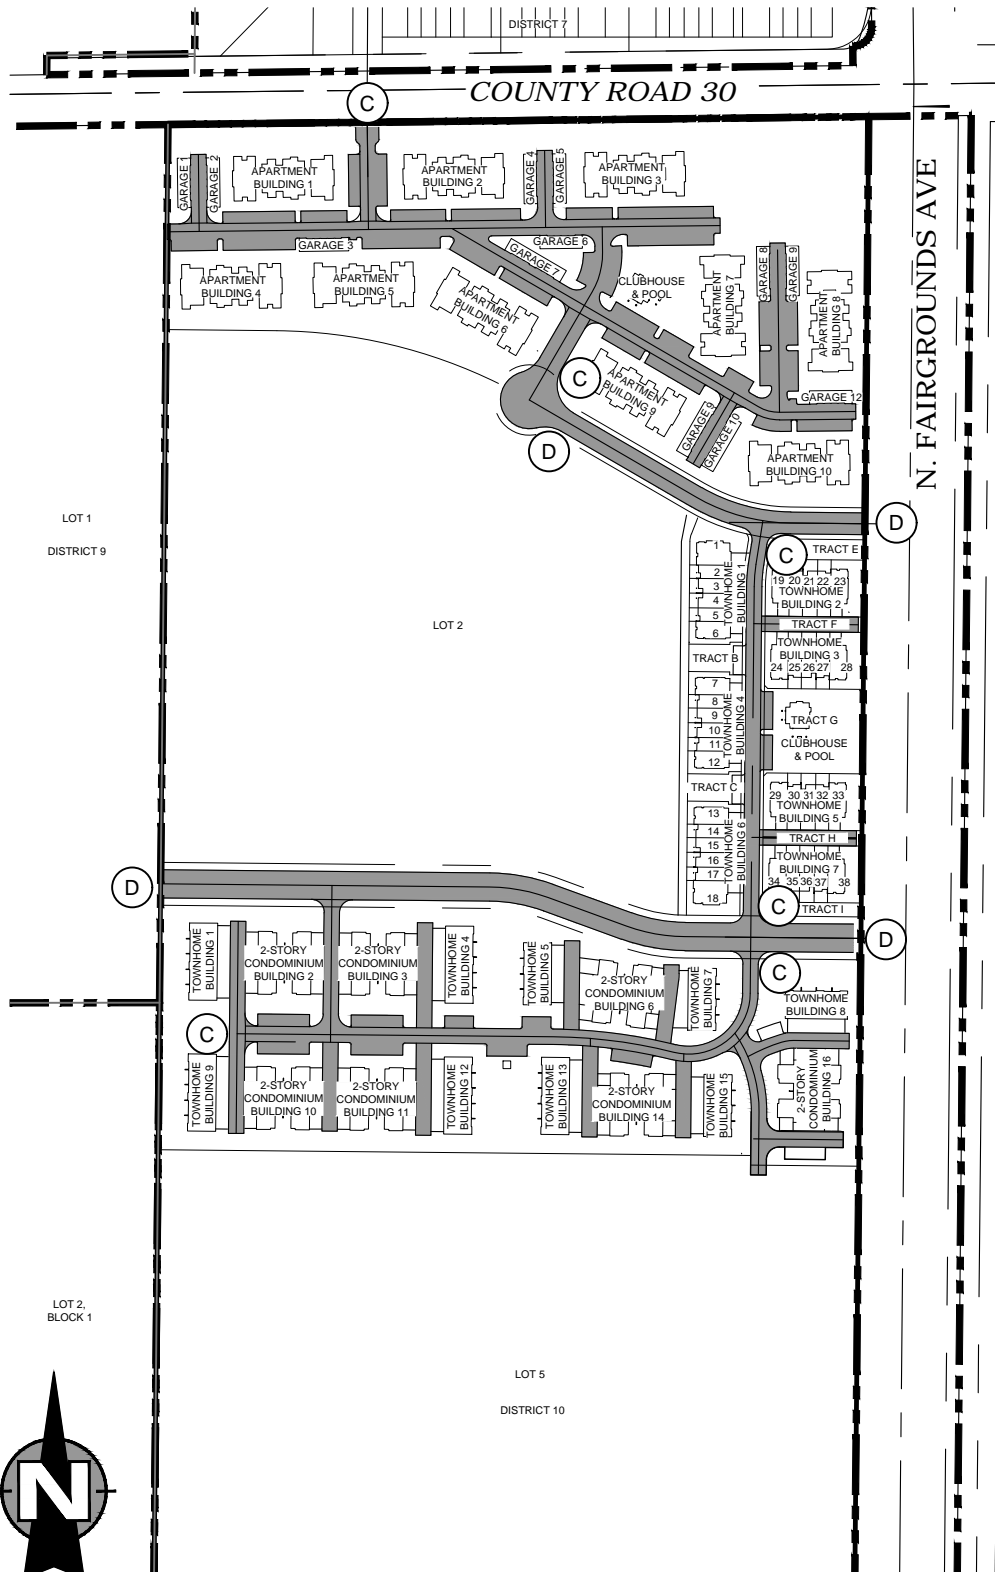 DISTRICT 7
COUNTY ROAD 30
C
GARAGE 1
GARAGE 2
APARTMENT
BUILDING 1
APARTMENT
BUILDING 2
GARAGE 4
GARAGE 5
APARTMENT
BUILDING 3
N. FAIRGROUNDS AVE
GARAGE 3
GARAGE 6
GARAGE 7
APARTMENT
BUILDING 4
APARTMENT
BUILDING 5
APARTMENT
BUILDING 6
CLUBHOUSE
& POOL
APARTMENT
BUILDING 7
GARAGE 8
GARAGE 9
APARTMENT
BUILDING 8
C
APARTMENT
BUILDING 9
GARAGE 9
GARAGE 10
GARAGE 12
D
APARTMENT
BUILDING 10
LOT 1
DISTRICT 9
D
C
TRACT E
1
2
3
4
5
6
TOWNHOME
BUILDING 1
19 20 21 22 23
TOWNHOME
BUILDING 2
LOT 2
TRACT F
TOWNHOME
BUILDING 3
24 25 26 27 28
TRACT B
7
8
9
10
11
12
TOWNHOME
BUILDING 4
TRACT G
CLUBHOUSE
& POOL
TRACT C
29 30 31 32 33
TOWNHOME
BUILDING 5
13
14
15
16
17
18
TOWNHOME
BUILDING 6
TRACT H
TOWNHOME
BUILDING 7
34 35 36 37 38
D
C
TRACT I
D
TOWNHOME
BUILDING 1
2-STORY
CONDOMINIUM
BUILDING 2
2-STORY
CONDOMINIUM
BUILDING 3
TOWNHOME
BUILDING 4
TOWNHOME
BUILDING 5
2-STORY
CONDOMINIUM
BUILDING 6
TOWNHOME
BUILDING 7
C
TOWNHOME
BUILDING 8
C
TOWNHOME
BUILDING 9
2-STORY
CONDOMINIUM
BUILDING 10
2-STORY
CONDOMINIUM
BUILDING 11
TOWNHOME
BUILDING 12
TOWNHOME
BUILDING 13
2-STORY
CONDOMINIUM
BUILDING 14
TOWNHOME
BUILDING 15
2-STORY
CONDOMINIUM
BUILDING 16
LOT 2,
BLOCK 1
LOT 5
DISTRICT 10
N